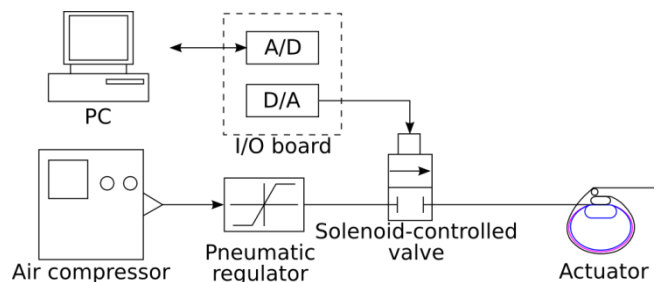 A/D
D/A
PC
I/O board
Solenoid-controlled
valve
Pneumatic
regulator
Air compressor
Actuator